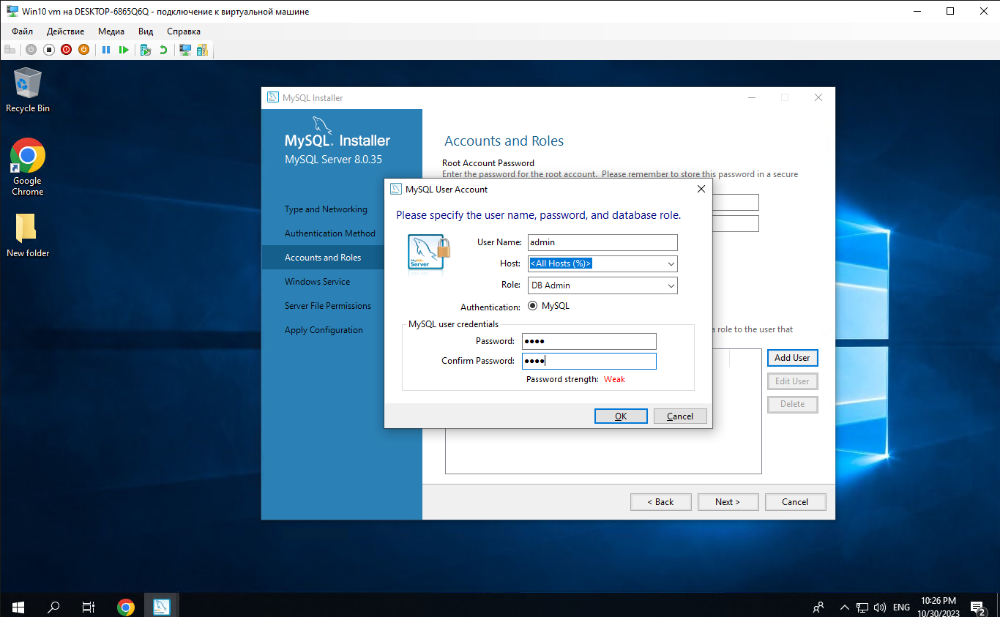 Win10 vm на DESKTOP-6865Q6Q - подключение к виртуальной машине
Файл Действие Медиа Вид Справка
Recycle Bin
Google
Chrome
New folder
MySQL Installer
MySQL. Installer
MySQL Server 8.0.35
Type and Networking
Authentication Method
Accounts and Roles
Windows Service
Server File Permissions
Apply Configuration
Accounts and Roles
Root Account Password
Enter the password for the root account. Please remember to store this password in a secure
MySQL User Account
Please specify the user name, password, and database role.
MySQL
Server
User Name: admin
Host: <All Hosts (%)>
Role: DB Admin
Authentication: MySQL
MySQL user credentials
Password: ●●●●
Confirm Password: ●●●●
Password strength: Weak
OK Cancel
a role to the user that
Add User
Edit User
Delete
< Back Next > Cancel
ENG
10:26 PM
10/30/2023
2